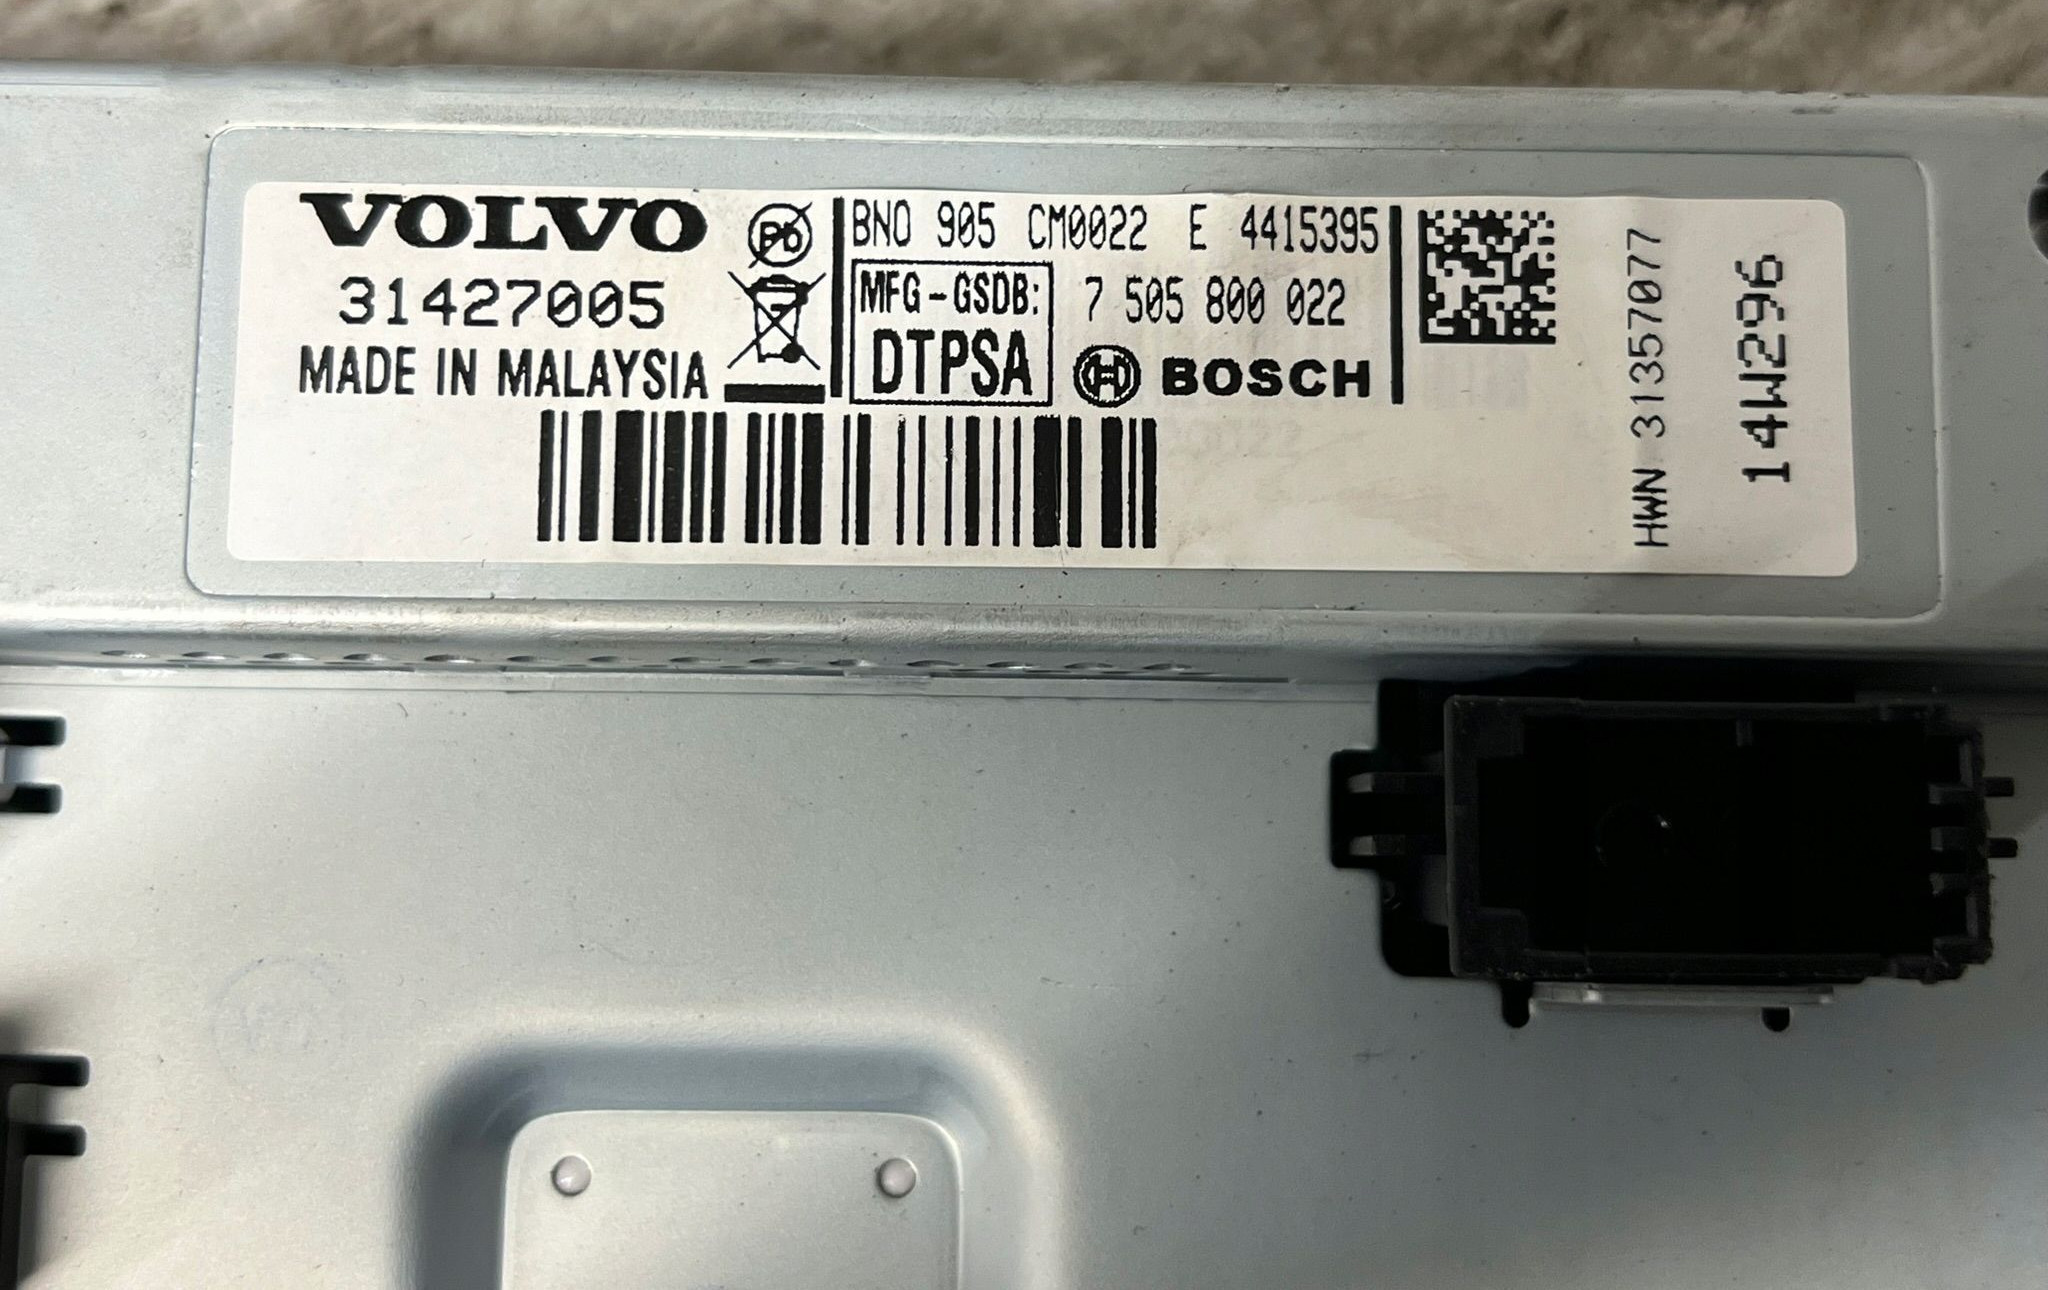 VOLVO
31427005
MADE IN MALAYSIA
Pb
BNO 905 CM0022 E 4415395
MFG-GSDB:
DTPSA
7 505 800 022
BOSCH
HWN 31357077
14W296